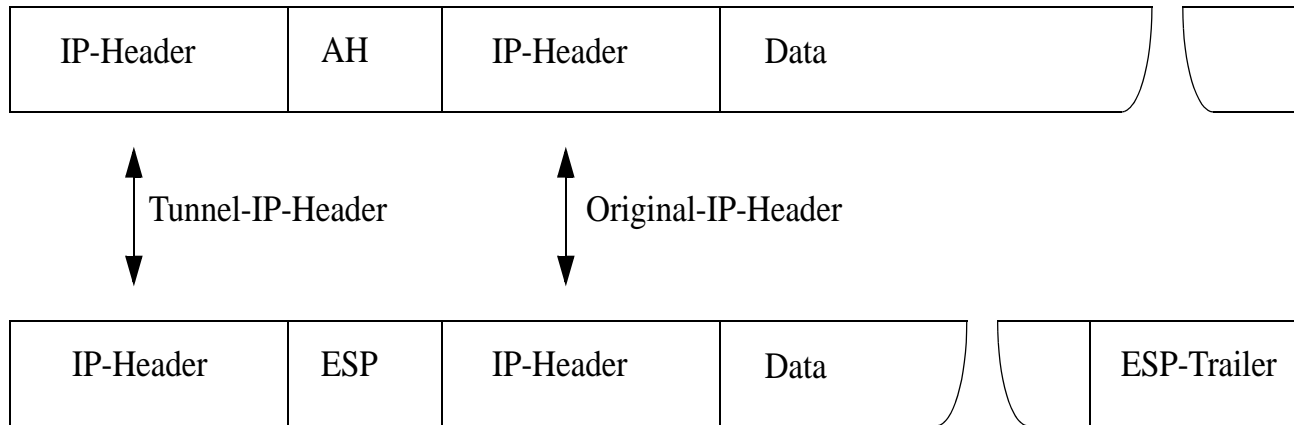 IP-Header AH IP-Header Data
Tunnel-IP-Header Original-IP-Header
IP-Header ESP IP-Header Data ESP-Trailer